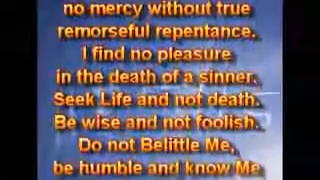 no mercy without true
remorseful repentance.
I find no pleasure
in the death of a sinner.
Seek Life and not death.
Be wise and not foolish.
Do not Belittle Me,
be humble and know Me